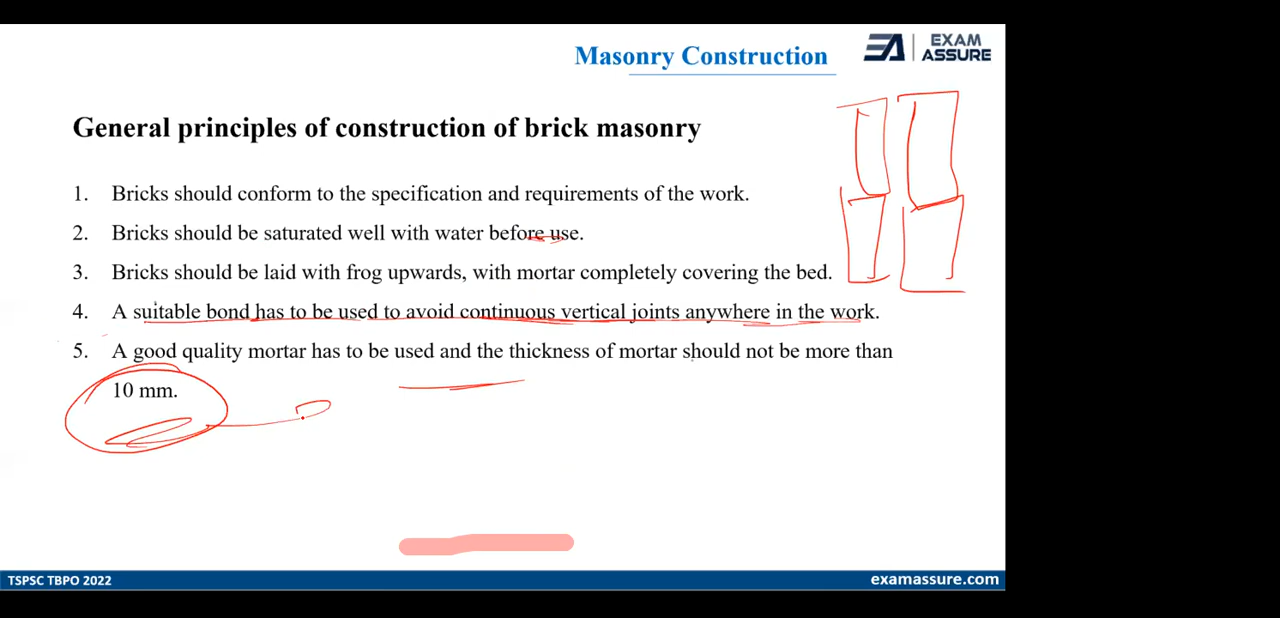 Masonry Construction
EXAM
ASSURE
General principles of construction of brick masonry
1. Bricks should conform to the specification and requirements of the work.
2. Bricks should be saturated well with water before use.
3. Bricks should be laid with frog upwards, with mortar completely covering the bed.
4. A suitable bond has to be used to avoid continuous vertical joints anywhere in the work.
5. A good quality mortar has to be used and the thickness of mortar should not be more than
10 mm.
TSPSC TBPO 2022
examassure.com